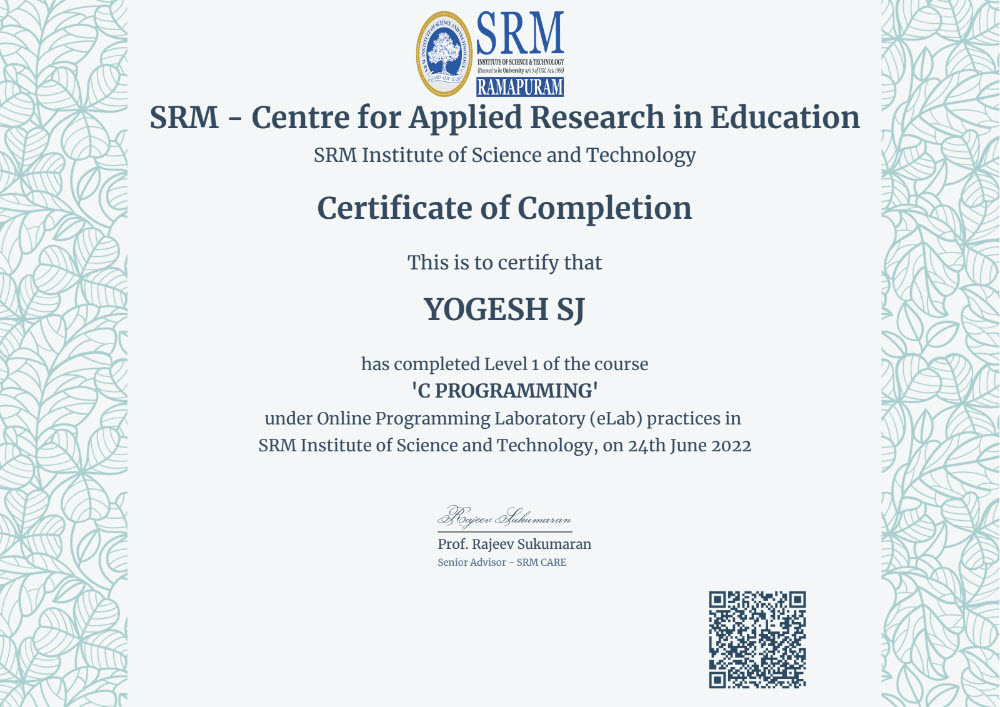 SRM
INSTITUTE OF SCIENCE & TECHNOLOGY
(Deemed to be University u/s 3 of UGC Act, 1956)
RAMAPURAM
SRM - Centre for Applied Research in Education
SRM Institute of Science and Technology
Certificate of Completion
This is to certify that
YOGESH SJ
has completed Level 1 of the course
'C PROGRAMMING'
under Online Programming Laboratory (eLab) practices in
SRM Institute of Science and Technology, on 24th June 2022
Rajeev Sukumaran
Prof. Rajeev Sukumaran
Senior Advisor - SRM CARE